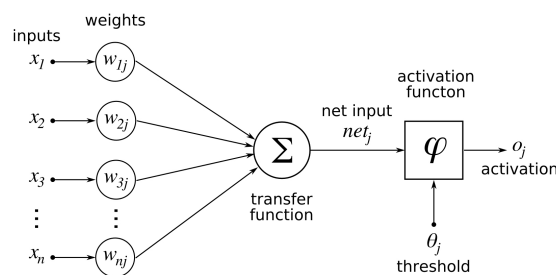 weights
inputs
x1
w1j
x2
w2j
x3
w3j
xn
wnj
Σ
transfer
function
net input
netj
activation
functon
φ
oj
activation
θj
threshold